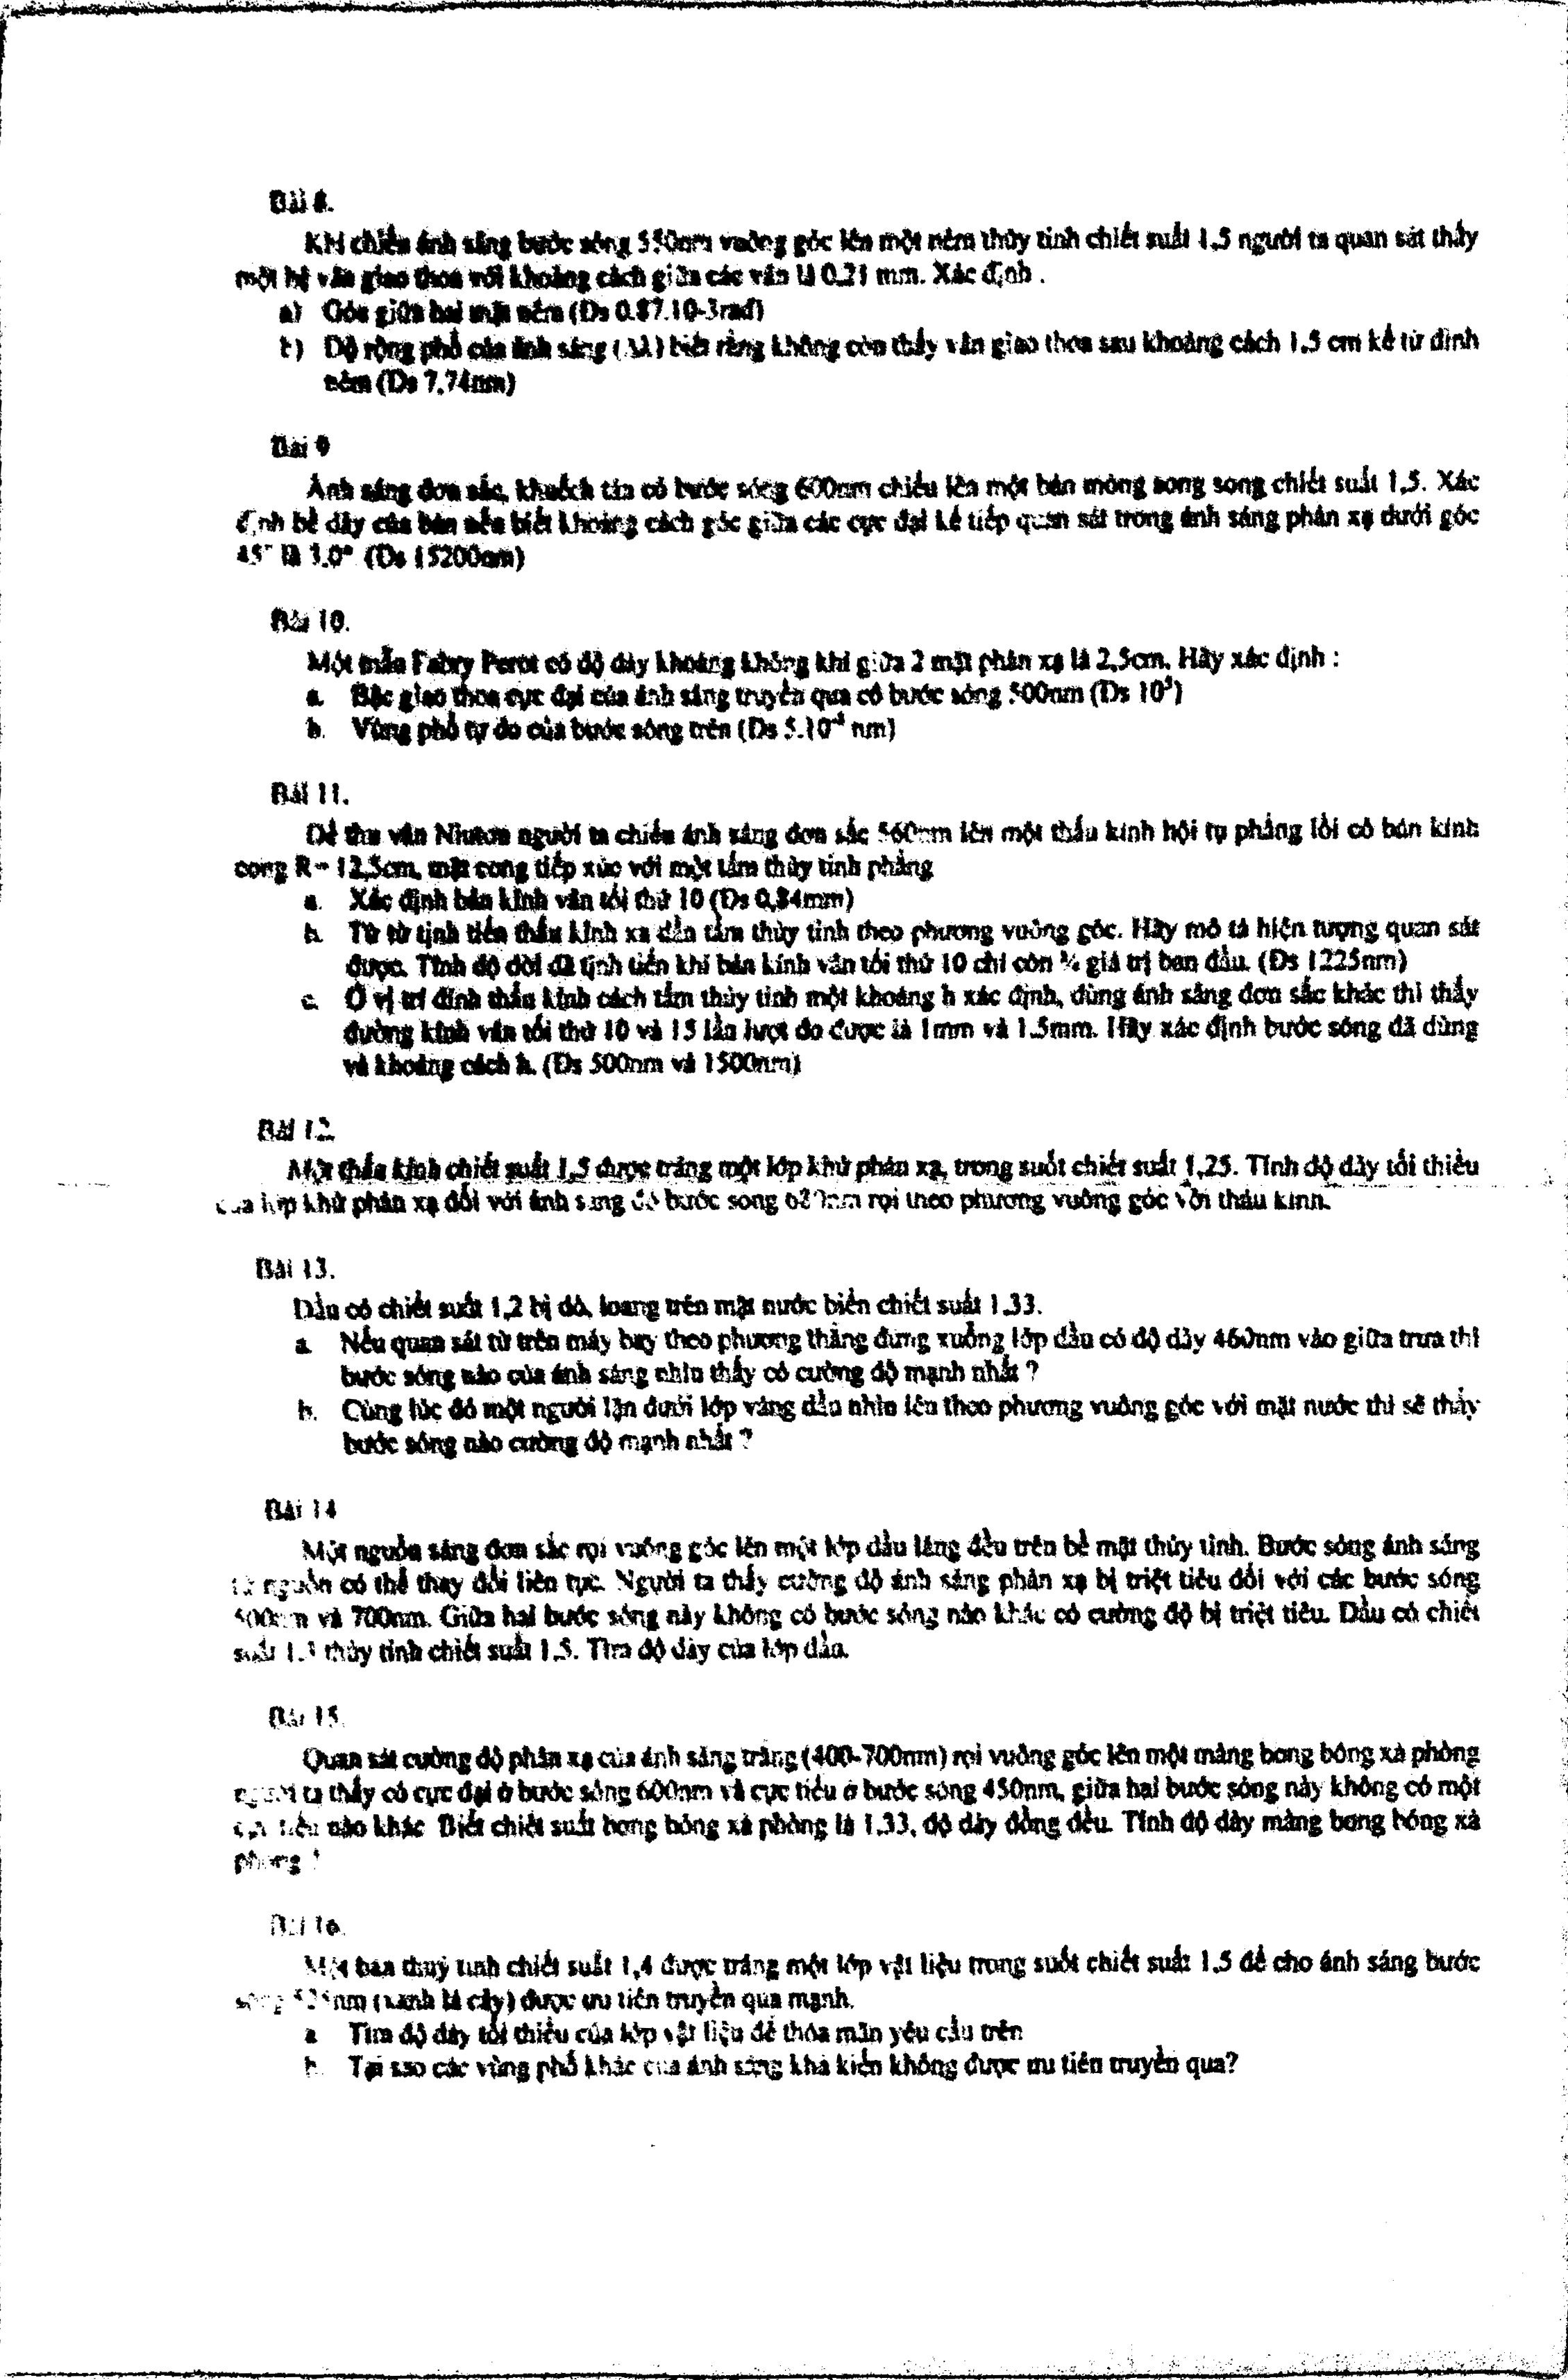 Bài 8.
Khi chiếu ánh sáng bước sóng 550nm vuông góc lên một nêm thủy tinh chiết suất 1,5 người ta quan sát thấy
một hệ vân giao thoa với khoảng cách giữa các vân là 0.21 mm. Xác định .
a) Góc giữa hai mặt nêm (Ds 0.87.10-3rad)
b) Độ rộng phổ của ánh sáng (Δλ) biết rằng không còn thấy vân giao thoa sau khoảng cách 1,5 cm kể từ đỉnh
nêm (Ds 7,74nm)
Bài 9
Ánh sáng đơn sắc, khuếch tán có bước sóng 600nm chiếu lên một bản mỏng song song chiết suất 1,5. Xác
định bề dày của bản nếu biết khoảng cách góc giữa các cực đại kế tiếp quan sát trong ánh sáng phản xạ dưới góc
45° là 3.0° (Ds 15200nm)
Bài 10.
Một mẫu Fabry Perot có độ dày khoảng không khí giữa 2 mặt phản xạ là 2,5cm. Hãy xác định :
a. Bậc giao thoa cực đại của ánh sáng truyền qua có bước sóng 500nm (Ds 10⁵)
b. Vùng phổ tự do của bước sóng trên (Ds 5.10⁻³ nm)
Bài 11.
Để thu vân Niuton người ta chiếu ánh sáng đơn sắc 560nm lên một thấu kính hội tụ phẳng lồi có bán kính
cong R = 12,5cm, mặt cong tiếp xúc với một tấm thủy tinh phẳng
a. Xác định bán kính vân tối thứ 10 (Ds 0,84mm)
b. Từ từ tịnh tiến thấu kính xa dần tấm thủy tinh theo phương vuông góc. Hãy mô tả hiện tượng quan sát
được. Tính độ dời đã tịnh tiến khi bán kính vân tối thứ 10 chỉ còn ¾ giá trị ban đầu. (Ds 1225nm)
c. Ở vị trí đỉnh thấu kính cách tấm thủy tinh một khoảng h xác định, dùng ánh sáng đơn sắc khác thì thấy
đường kính vân tối thứ 10 và 15 lần lượt đo được là 1mm và 1.5mm. Hãy xác định bước sóng đã dùng
và khoảng cách h. (Ds 500nm và 1500nm)
Bài 12.
Một thấu kính chiết suất 1,5 được tráng một lớp khử phản xạ, trong suốt chiết suất 1,25. Tính độ dày tối thiểu
của lớp khử phản xạ đối với ánh sáng đỏ bước sóng rọi theo phương vuông góc với thấu kính.
Bài 13.
Dầu có chiết suất 1,2 bị đổ, loang trên mặt nước biển chiết suất 1.33.
a. Nếu quan sát từ trên máy bay theo phương thẳng đứng xuống lớp dầu có độ dày 460nm vào giữa trưa thì
bước sóng nào của ánh sáng nhìn thấy có cường độ mạnh nhất ?
b. Cùng lúc đó một người lặn dưới lớp váng dầu nhìn lên theo phương vuông góc với mặt nước thì sẽ thấy
bước sóng nào cường độ mạnh nhất ?
Bài 14
Một nguồn sáng đơn sắc rọi vuông góc lên một lớp dầu láng đều trên bề mặt thủy tinh. Bước sóng ánh sáng
từ nguồn có thể thay đổi liên tục. Người ta thấy cường độ ánh sáng phản xạ bị triệt tiêu đối với các bước sóng
500nm và 700nm. Giữa hai bước sóng này không có bước sóng nào khác có cường độ bị triệt tiêu. Dầu có chiết
suất 1.3 thủy tinh chiết suất 1.5. Tìm độ dày của lớp dầu.
Bài 15.
Quan sát cường độ phản xạ của ánh sáng trắng (400-700nm) rọi vuông góc lên một màng bong bóng xà phòng
người ta thấy có cực đại ở bước sóng 600nm và cực tiểu ở bước sóng 450nm, giữa hai bước sóng này không có một
cực tiểu nào khác Biết chiết suất bong bóng xà phòng là 1.33, độ dày đồng đều. Tính độ dày màng bong bóng xà
phòng ?
Bài 16.
Một bản thuỷ tinh chiết suất 1,4 được tráng một lớp vật liệu trong suốt chiết suất 1.5 để cho ánh sáng bước
sóng 525nm (xanh lá cây) được ưu tiên truyền qua mạnh.
a Tìm độ dày tối thiểu của lớp vật liệu để thỏa mãn yêu cầu trên
b. Tại sao các vùng phổ khác của ánh sáng khả kiến không được ưu tiên truyền qua?